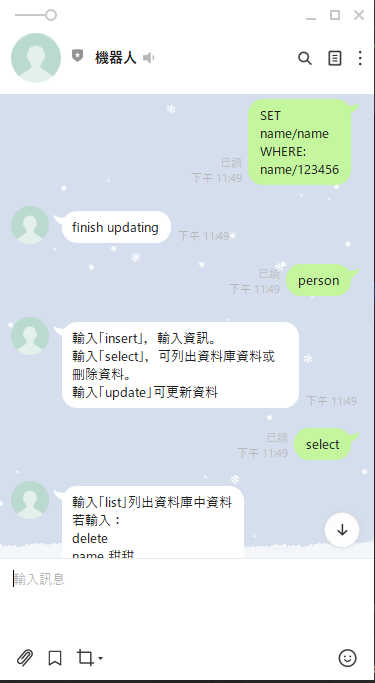 機器人
SET
name/name
WHERE:
name/123456
已讀
下午 11:49
finish updating
下午 11:49
已讀
下午 11:49
person
輸入「insert」，輸入資訊。
輸入「select」，可列出資料庫資料或
刪除資料。
輸入「update」可更新資料
下午 11:49
已讀
下午 11:49
select
輸入「list」列出資料庫中資料
若輸入：
delete
name 甜甜
輸入訊息